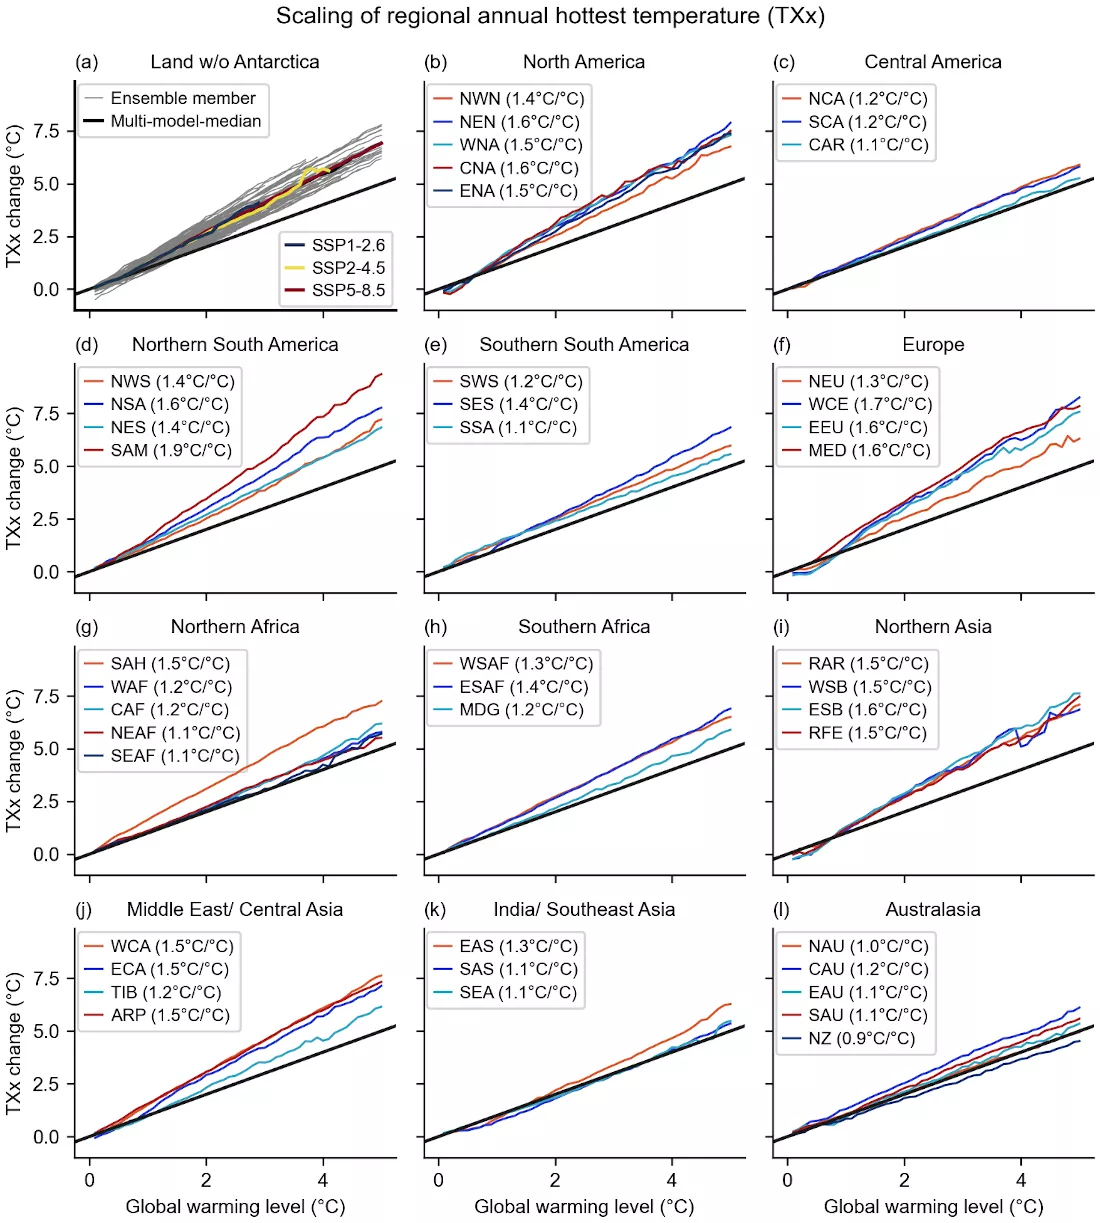 Scaling of regional annual hottest temperature (TXx)
(a) Land w/o Antarctica
Ensemble member
Multi-model-median
SSP1-2.6
SSP2-4.5
SSP5-8.5
TXx change (°C)
7.5
5.0
2.5
0.0
(b) North America
NWN (1.4°C/°C)
NEN (1.6°C/°C)
WNA (1.5°C/°C)
CNA (1.6°C/°C)
ENA (1.5°C/°C)
(c) Central America
NCA (1.2°C/°C)
SCA (1.2°C/°C)
CAR (1.1°C/°C)
(d) Northern South America
NWS (1.4°C/°C)
NSA (1.6°C/°C)
NES (1.4°C/°C)
SAM (1.9°C/°C)
TXx change (°C)
7.5
5.0
2.5
0.0
(e) Southern South America
SWS (1.2°C/°C)
SES (1.4°C/°C)
SSA (1.1°C/°C)
(f) Europe
NEU (1.3°C/°C)
WCE (1.7°C/°C)
EEU (1.6°C/°C)
MED (1.6°C/°C)
(g) Northern Africa
SAH (1.5°C/°C)
WAF (1.2°C/°C)
CAF (1.2°C/°C)
NEAF (1.1°C/°C)
SEAF (1.1°C/°C)
TXx change (°C)
7.5
5.0
2.5
0.0
(h) Southern Africa
WSAF (1.3°C/°C)
ESAF (1.4°C/°C)
MDG (1.2°C/°C)
(i) Northern Asia
RAR (1.5°C/°C)
WSB (1.5°C/°C)
ESB (1.6°C/°C)
RFE (1.5°C/°C)
(j) Middle East/ Central Asia
WCA (1.5°C/°C)
ECA (1.5°C/°C)
TIB (1.2°C/°C)
ARP (1.5°C/°C)
TXx change (°C)
7.5
5.0
2.5
0.0
0 2 4
Global warming level (°C)
(k) India/ Southeast Asia
EAS (1.3°C/°C)
SAS (1.1°C/°C)
SEA (1.1°C/°C)
0 2 4
Global warming level (°C)
(l) Australasia
NAU (1.0°C/°C)
CAU (1.2°C/°C)
EAU (1.1°C/°C)
SAU (1.1°C/°C)
NZ (0.9°C/°C)
0 2 4
Global warming level (°C)